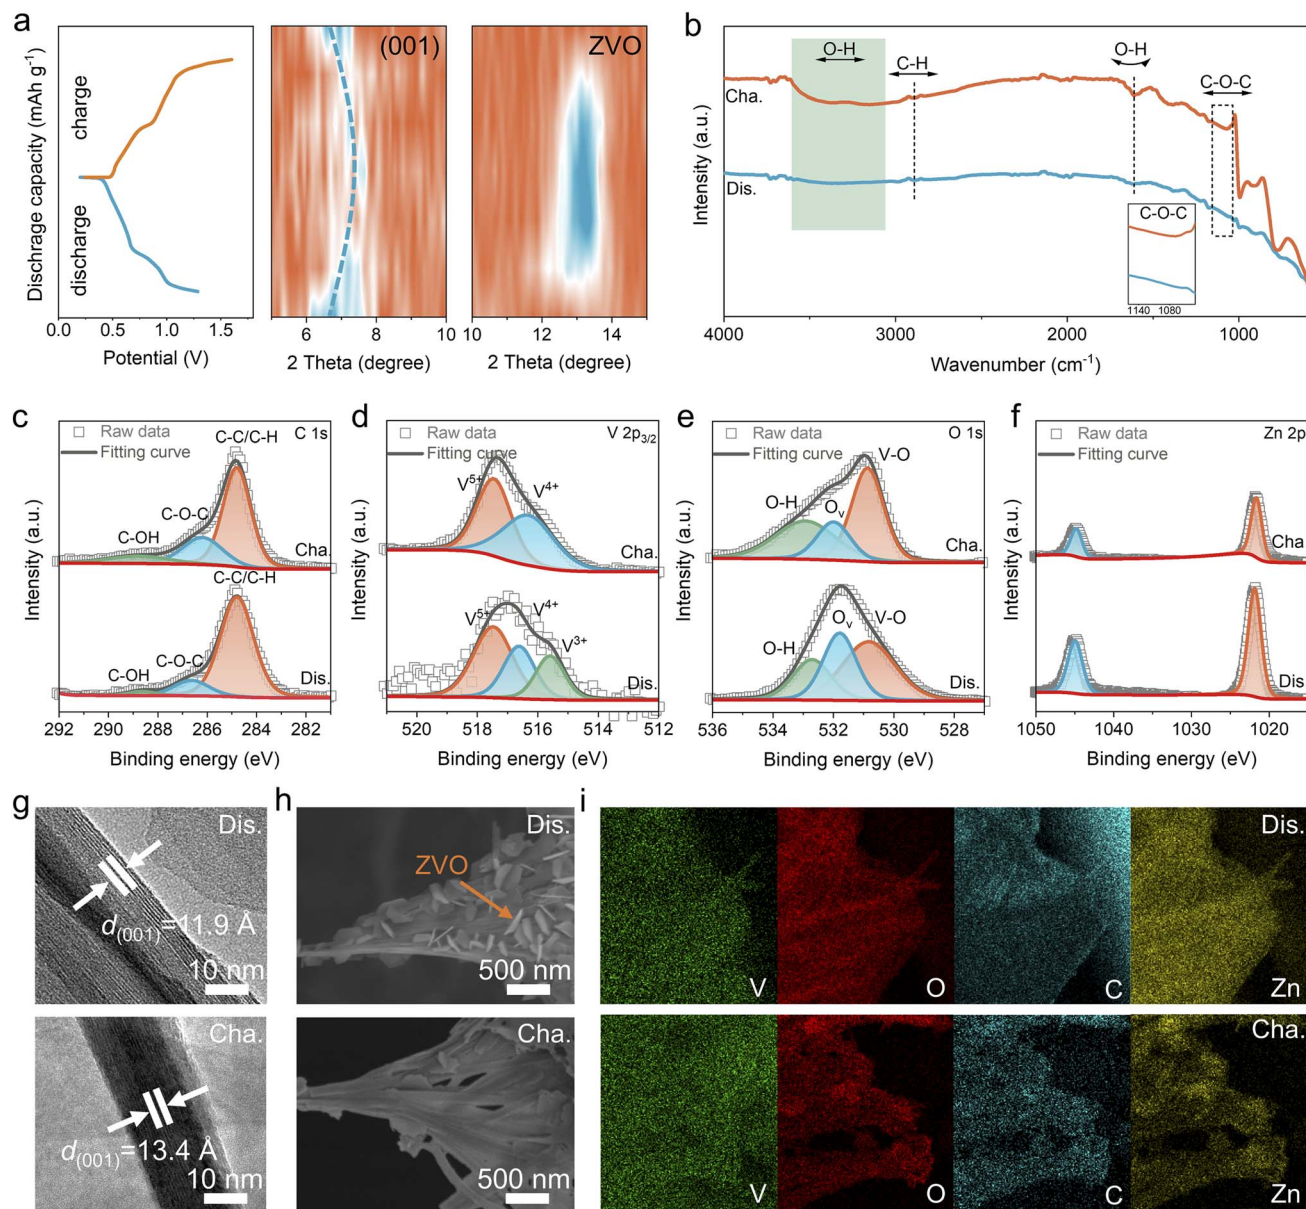 a
Dischrage capacity (mAh g-1)
charge
discharge
0.0 0.5 1.0 1.5
Potential (V)
(001)
6 8 10
2 Theta (degree)
ZVO
10 12 14
2 Theta (degree)
b
Intensity (a.u.)
O-H
C-H
O-H
C-O-C
Cha.
Dis.
C-O-C
1140 1080
4000 3000 2000 1000
Wavenumber (cm-1)
c
Raw data
Fitting curve
C-C/C-H
C 1s
C-O-C
C-OH
Cha.
C-C/C-H
C-O-C
C-OH
Dis.
Intensity (a.u.)
292 290 288 286 284 282
Binding energy (eV)
d
Raw data
Fitting curve
V 2p3/2
V5+
V4+
Cha.
V5+
V4+
V3+
Dis.
Intensity (a.u.)
520 518 516 514 512
Binding energy (eV)
e
Raw data
Fitting curve
O 1s
V-O
O-H
Ov
Cha.
Ov
V-O
O-H
Dis.
Intensity (a.u.)
536 534 532 530 528
Binding energy (eV)
f
Raw data
Fitting curve
Zn 2p
Cha
Dis
Intensity (a.u.)
1050 1040 1030 1020
Binding energy (eV)
g
Dis.
d(001)=11.9 Å
10 nm
Cha.
d(001)=13.4 Å
10 nm
h
Dis.
ZVO
500 nm
Cha.
500 nm
i
Dis.
V O C Zn
Cha.
V O C Zn